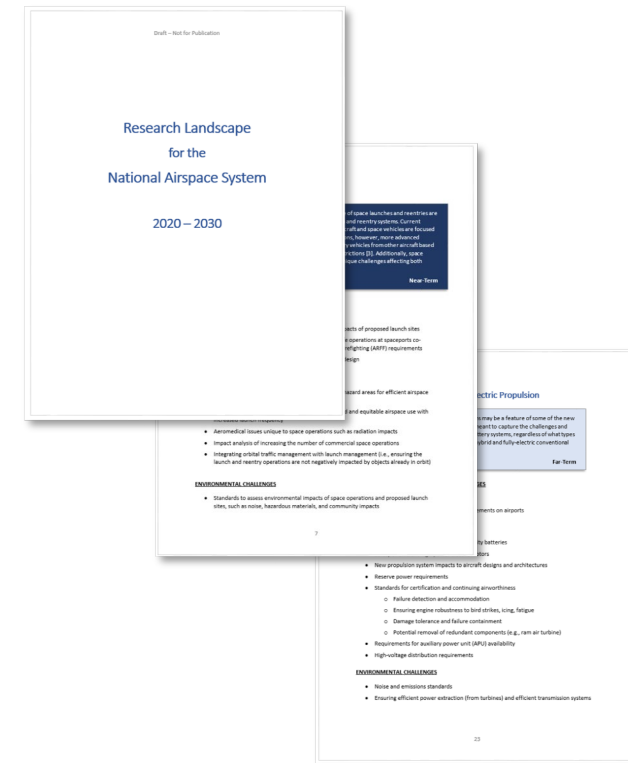 Draft – Not for Publication
Research Landscape
for the
National Airspace System
2020 – 2030
of space launches and reentries are
and reentry systems. Current
craft and space vehicles are focused
ons, however, more advanced
ry vehicles from other aircraft based
rictions [3]. Additionally, space
ique challenges affecting both
Near-Term
pacts of proposed launch sites
e operations at spaceports co-
refighting (ARFF) requirements
design
hazard areas for efficient airspace
d and equitable airspace use with
• Aeromedical issues unique to space operations such as radiation impacts
• Impact analysis of increasing the number of commercial space operations
• Integrating orbital traffic management with launch management (i.e., ensuring the
launch and reentry operations are not negatively impacted by objects already in orbit)
ENVIRONMENTAL CHALLENGES
• Standards to assess environmental impacts of space operations and proposed launch
sites, such as noise, hazardous materials, and community impacts
7
ectric Propulsion
s may be a feature of some of the new
meant to capture the challenges and
ttery systems, regardless of what types
ybrid and fully-electric conventional
Far-Term
GES
ements on airports
ty batteries
tors
• New propulsion system impacts to aircraft designs and architectures
• Reserve power requirements
• Standards for certification and continuing airworthiness
o Failure detection and accommodation
o Ensuring engine robustness to bird strikes, icing, fatigue
o Damage tolerance and failure containment
o Potential removal of redundant components (e.g., ram air turbine)
• Requirements for auxiliary power unit (APU) availability
• High-voltage distribution requirements
ENVIRONMENTAL CHALLENGES
• Noise and emissions standards
• Ensuring efficient power extraction (from turbines) and efficient transmission systems
23